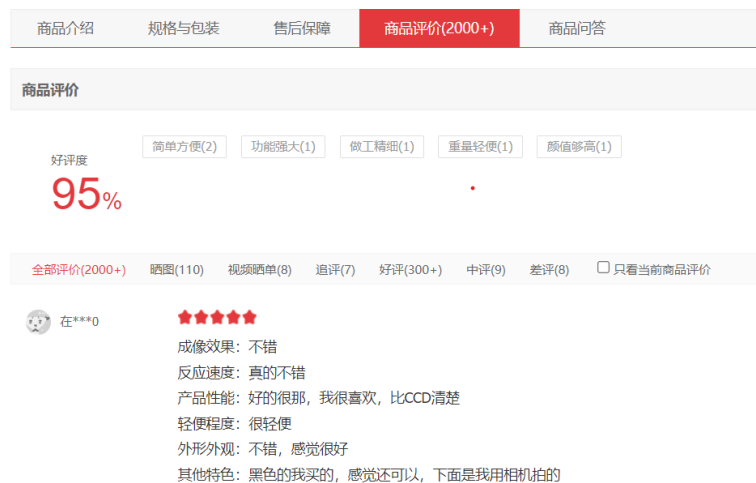 商品介绍 规格与包装 售后保障 商品评价(2000+) 商品问答
商品评价
简单方便(2) 功能强大(1) 做工精细(1) 重量轻便(1) 颜值够高(1)
好评度
95%
全部评价(2000+) 晒图(110) 视频晒单(8) 追评(7) 好评(300+) 中评(9) 差评(8) 只看当前商品评价
在***0
成像效果：不错
反应速度：真的不错
产品性能：好的很那，我很喜欢，比CCD清楚
轻便程度：很轻便
外形外观：不错，感觉很好
其他特色：黑色的我买的，感觉还可以，下面是我用相机拍的